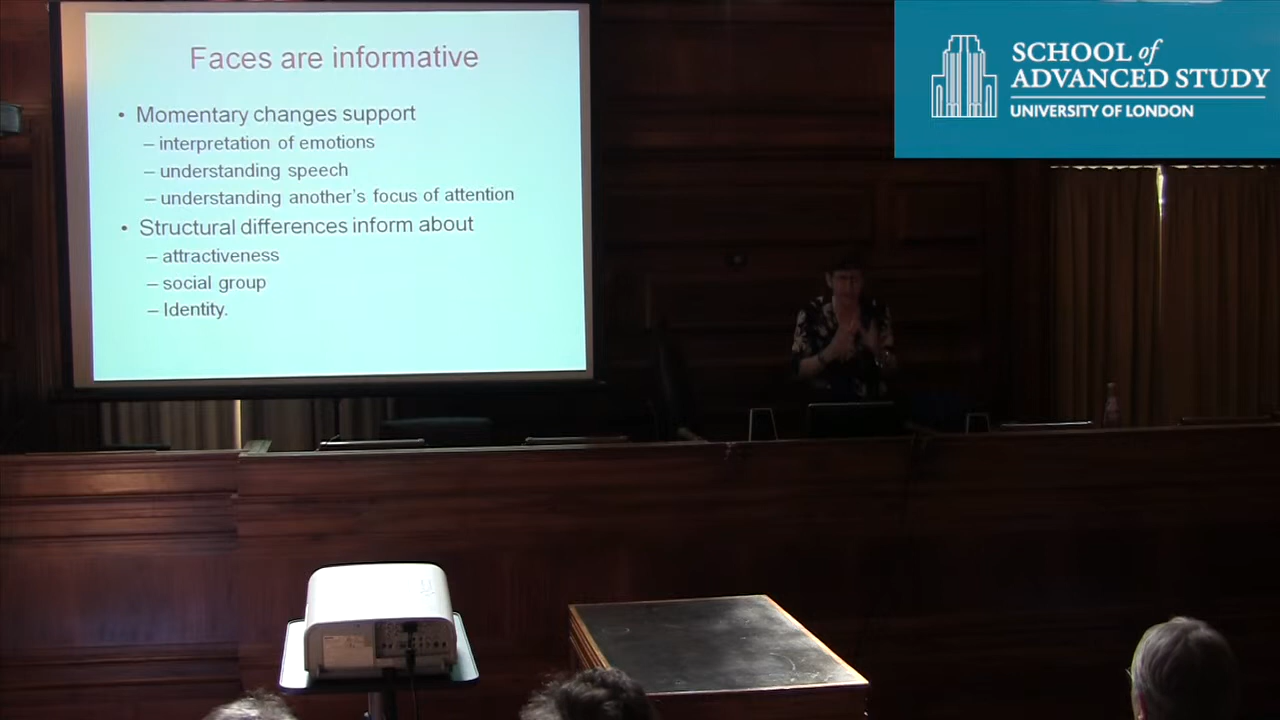 Faces are informative
• Momentary changes support
– interpretation of emotions
– understanding speech
– understanding another's focus of attention
• Structural differences inform about
– attractiveness
– social group
– Identity.
SCHOOL of
ADVANCED STUDY
UNIVERSITY OF LONDON